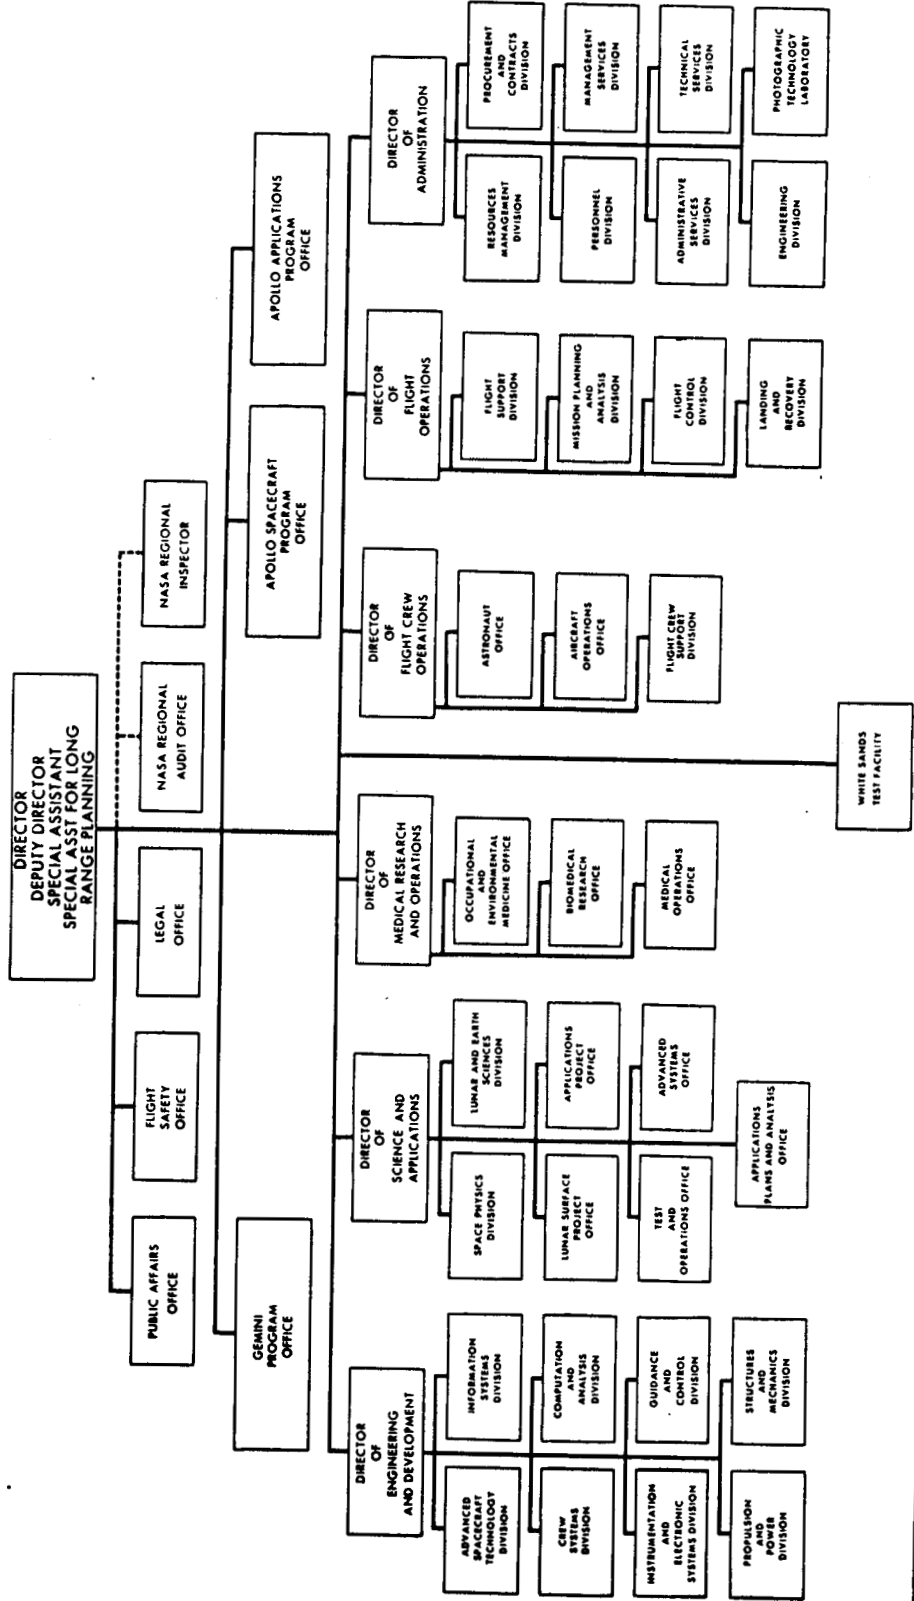 DIRECTOR
DEPUTY DIRECTOR
SPECIAL ASSISTANT
SPECIAL ASST FOR LONG
RANGE PLANNING
PUBLIC AFFAIRS
OFFICE
FLIGHT
SAFETY
OFFICE
LEGAL
OFFICE
NASA REGIONAL
AUDIT OFFICE
NASA REGIONAL
INSPECTOR
GEMINI
PROGRAM
OFFICE
APOLLO SPACECRAFT
PROGRAM
OFFICE
APOLLO APPLICATIONS
PROGRAM
OFFICE
DIRECTOR
OF
ENGINEERING
AND DEVELOPMENT
ADVANCED
SPACECRAFT
TECHNOLOGY
DIVISION
INFORMATION
SYSTEMS
DIVISION
CREW
SYSTEMS
DIVISION
COMPUTATION
AND
ANALYSIS
DIVISION
INSTRUMENTATION
AND
ELECTRONIC
SYSTEMS DIVISION
GUIDANCE
AND
CONTROL
DIVISION
PROPULSION
AND
POWER
DIVISION
STRUCTURES
AND
MECHANICS
DIVISION
DIRECTOR
OF
SCIENCE AND
APPLICATIONS
SPACE PHYSICS
DIVISION
LUNAR AND EARTH
SCIENCES
DIVISION
LUNAR SURFACE
PROJECT
OFFICE
APPLICATIONS
PROJECT
OFFICE
TEST
AND
OPERATIONS OFFICE
ADVANCED
SYSTEMS
OFFICE
APPLICATIONS
PLANS AND ANALYSIS
OFFICE
DIRECTOR
OF
MEDICAL RESEARCH
AND OPERATIONS
OCCUPATIONAL
AND
ENVIRONMENTAL
MEDICINE OFFICE
BIOMEDICAL
RESEARCH
OFFICE
MEDICAL
OPERATIONS
OFFICE
DIRECTOR
OF
FLIGHT CREW
OPERATIONS
ASTRONAUT
OFFICE
AIRCRAFT
OPERATIONS
OFFICE
FLIGHT CREW
SUPPORT
DIVISION
DIRECTOR
OF
FLIGHT
OPERATIONS
FLIGHT
SUPPORT
DIVISION
MISSION PLANNING
AND
ANALYSIS
DIVISION
FLIGHT
CONTROL
DIVISION
LANDING
AND
RECOVERY
DIVISION
DIRECTOR
OF
ADMINISTRATION
RESOURCES
MANAGEMENT
DIVISION
PROCUREMENT
AND
CONTRACTS
DIVISION
PERSONNEL
DIVISION
MANAGEMENT
SERVICES
DIVISION
ADMINISTRATIVE
SERVICES
DIVISION
TECHNICAL
SERVICES
DIVISION
ENGINEERING
DIVISION
PHOTOGRAPHIC
TECHNOLOGY
LABORATORY
WHITE SANDS
TEST FACILITY